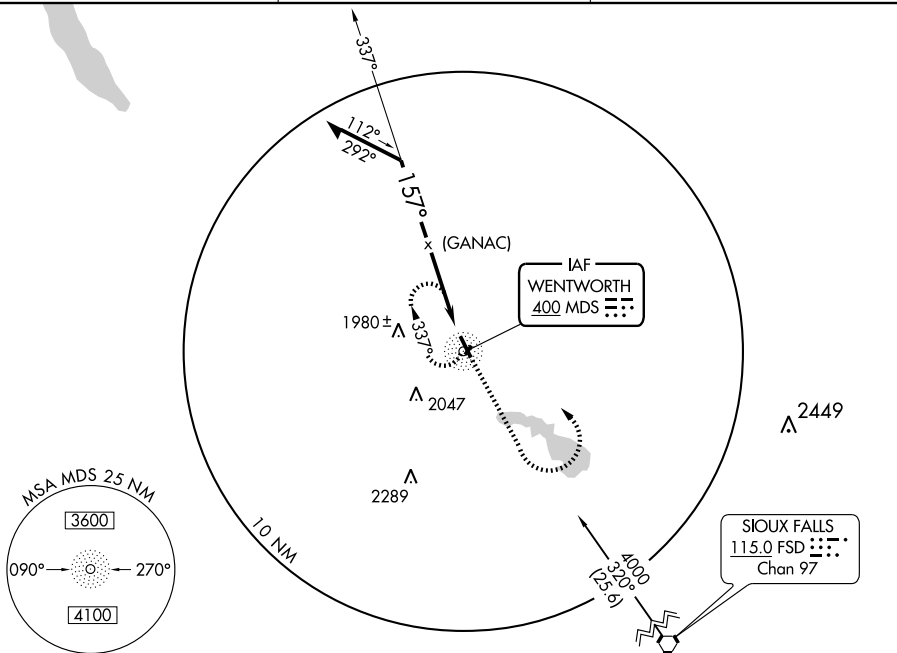 337°
112°
292°
157°
(GANAC)
IAF
WENTWORTH
400 MDS
1980 ±
337°
2047
2449
2289
MSA MDS 25 NM
3600
090°
270°
4100
10 NM
4000
320°
(25.6)
SIOUX FALLS
115.0 FSD
Chan 97